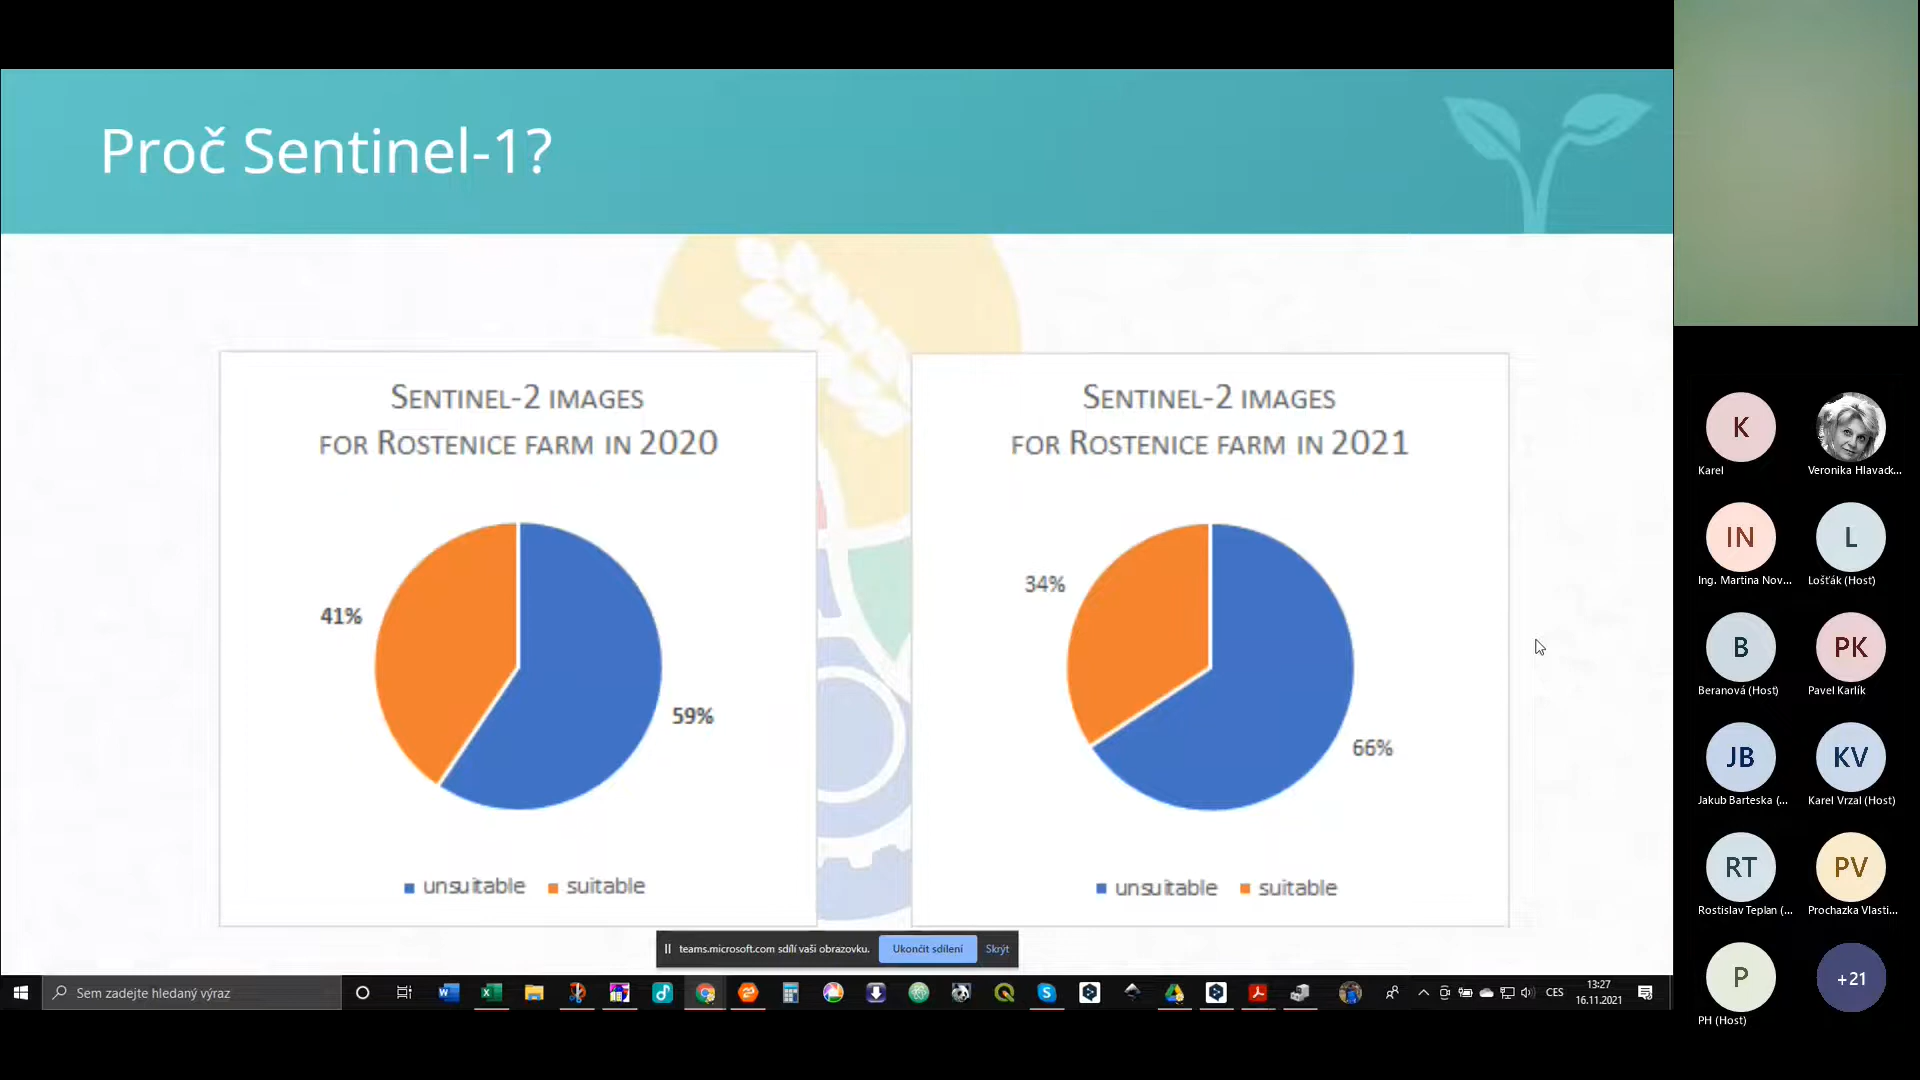 Proč Sentinel-1?
SENTINEL-2 IMAGES
FOR ROSTENICE FARM IN 2020
41%
59%
unsuitable suitable
SENTINEL-2 IMAGES
FOR ROSTENICE FARM IN 2021
34%
66%
unsuitable suitable
teams.microsoft.com sdílí vaši obrazovku. Ukončit sdílení Skrýt
Sem zadejte hledaný výraz
CES
13:27
16.11.2021
K
Karel
Veronika Hlavack...
IN
Ing. Martina Nov...
L
Lošťák (Host)
B
Beranová (Host)
PK
Pavel Karlík
JB
Jakub Barteska (...
KV
Karel Vrzal (Host)
RT
Rostislav Teplan (...
PV
Prochazka Vlasti...
P
PH (Host)
+21